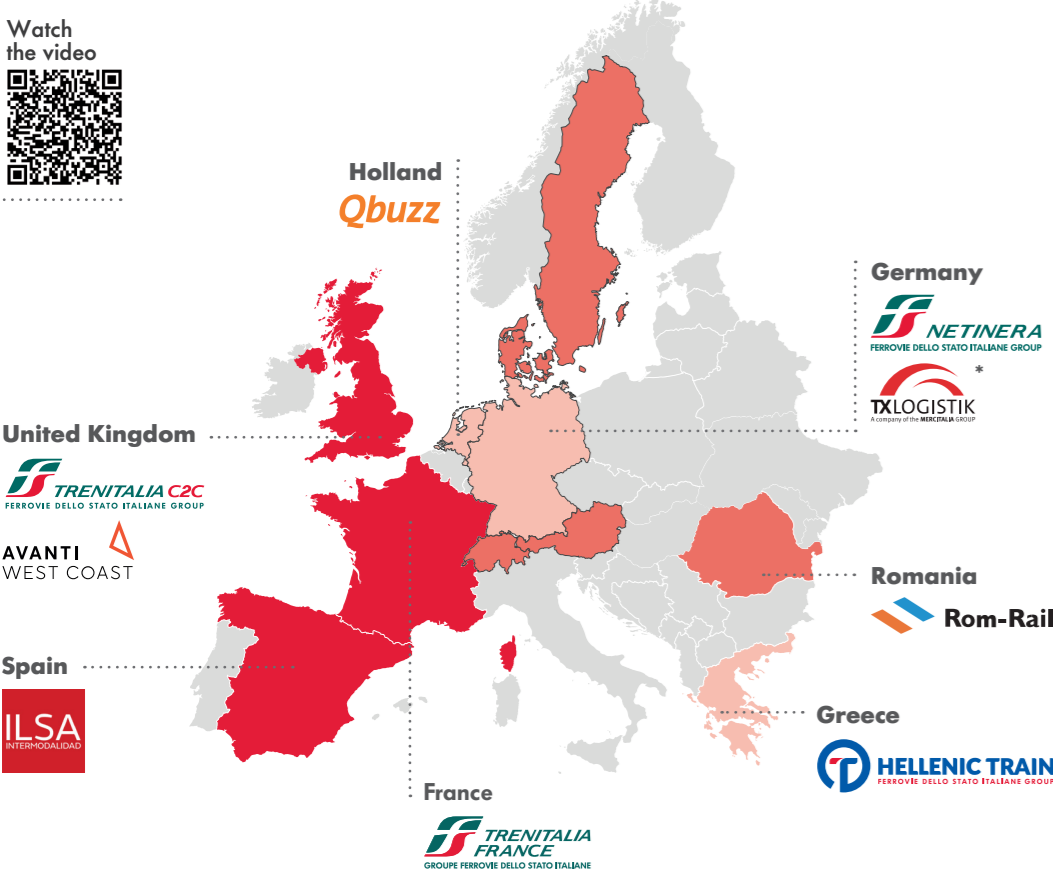 Watch
the video
Holland
Qbuzz
Germany
NETINERA
FERROVIE DELLO STATO ITALIANE GROUP
*
TXLOGISTIK
A company of the MERCITALIA GROUP
United Kingdom
TRENITALIA C2C
FERROVIE DELLO STATO ITALIANE GROUP
AVANTI
WEST COAST
Romania
Rom-Rail
Spain
ILSA
INTERMODALIDAD
Greece
HELLENIC TRAIN
FERROVIE DELLO STATO ITALIANE GROUP
France
TRENITALIA
FRANCE
GROUPE FERROVIE DELLO STATO ITALIANE